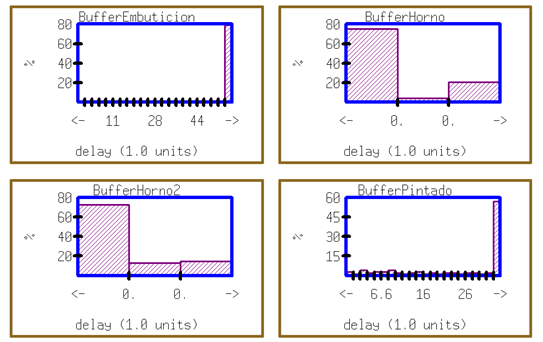 BufferEmbuticion
80
60
40
20
%
<- 11 28 44 ->
delay (1.0 units)
BufferHorno
80
60
40
20
%
<- 0. 0. ->
delay (1.0 units)
BufferHorno2
80
60
40
20
%
<- 0. 0. ->
delay (1.0 units)
BufferPintado
60
45
30
15
%
<- 6.6 16 26 ->
delay (1.0 units)